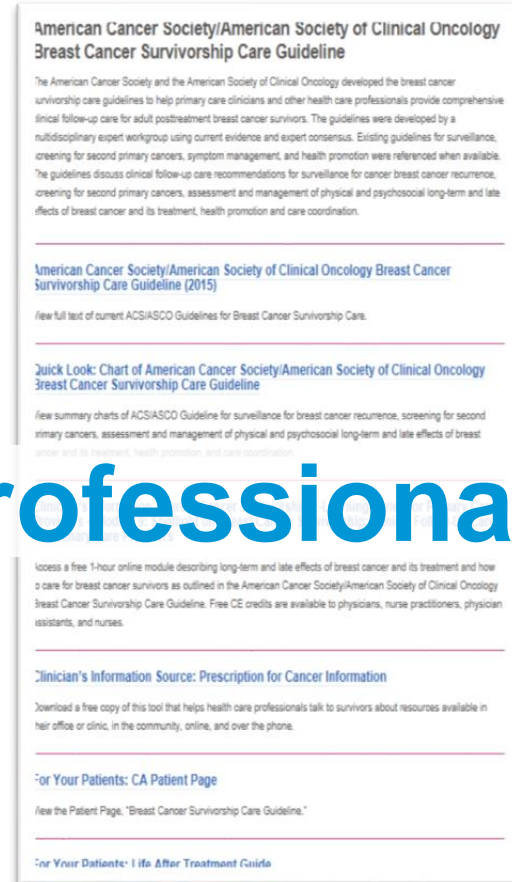 American Cancer Society/American Society of Clinical Oncology
Breast Cancer Survivorship Care Guideline
The American Cancer Society and the American Society of Clinical Oncology developed the breast cancer
survivorship care guidelines to help primary care clinicians and other health care professionals provide comprehensive
clinical follow-up care for adult posttreatment breast cancer survivors. The guidelines were developed by a
multidisciplinary expert workgroup using current evidence and expert consensus. Existing guidelines for surveillance,
screening for second primary cancers, symptom management, and health promotion were referenced when available.
The guidelines discuss clinical follow-up care recommendations for surveillance for cancer breast cancer recurrence,
screening for second primary cancers, assessment and management of physical and psychosocial long-term and late
effects of breast cancer and its treatment, health promotion and care coordination.
American Cancer Society/American Society of Clinical Oncology Breast Cancer
Survivorship Care Guideline (2015)
View full text of current ACS/ASCO Guidelines for Breast Cancer Survivorship Care.
Quick Look: Chart of American Cancer Society/American Society of Clinical Oncology
Breast Cancer Survivorship Care Guideline
View summary charts of ACS/ASCO Guideline for surveillance for breast cancer recurrence, screening for second
primary cancers, assessment and management of physical and psychosocial long-term and late effects of breast
cancer and its treatment, health promotion, and care coordination.
rofessiona
Access a free 1-hour online module describing long-term and late effects of breast cancer and its treatment and how
to care for breast cancer survivors as outlined in the American Cancer Society/American Society of Clinical Oncology
Breast Cancer Survivorship Care Guideline. Free CE credits are available to physicians, nurse practitioners, physician
assistants, and nurses.
Clinician's Information Source: Prescription for Cancer Information
Download a free copy of this tool that helps health care professionals talk to survivors about resources available in
their office or clinic, in the community, online, and over the phone.
For Your Patients: CA Patient Page
View the Patient Page, "Breast Cancer Survivorship Care Guideline."
For Your Patients: Life After Treatment Guide